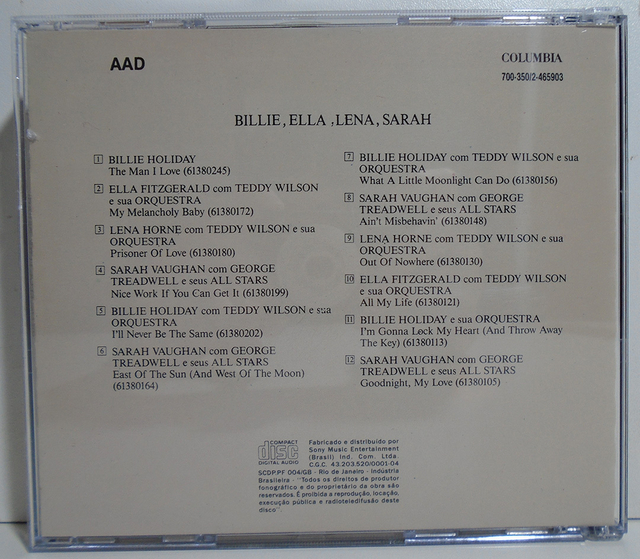 AAD
COLUMBIA
700-350/2-465903
BILLIE, ELLA ,LENA, SARAH
1 BILLIE HOLIDAY
The Man I Love (61380245)
2 ELLA FITZGERALD com TEDDY WILSON
e sua ORQUESTRA
My Melancholy Baby (61380172)
3 LENA HORNE com TEDDY WILSON e sua
ORQUESTRA
Prisoner Of Love (61380180)
4 SARAH VAUGHAN com GEORGE
TREADWELL e seus ALL STARS
Nice Work If You Can Get It (61380199)
5 BILLIE HOLIDAY com TEDDY WILSON e sua
ORQUESTRA
I'll Never Be The Same (61380202)
6 SARAH VAUGHAN com GEORGE
TREADWELL e seus ALL STARS
East Of The Sun (And West Of The Moon)
(61380164)
7 BILLIE HOLIDAY com TEDDY WILSON e sua
ORQUESTRA
What A Little Moonlight Can Do (61380156)
8 SARAH VAUGHAN com GEORGE
TREADWELL e seus ALL STARS
Ain't Misbehavin' (61380148)
9 LENA HORNE com TEDDY WILSON e sua
ORQUESTRA
Out Of Nowhere (61380130)
10 ELLA FITZGERALD com TEDDY WILSON
e sua ORQUESTRA
All My Life (61380121)
11 BILLIE HOLIDAY e sua ORQUESTRA
I'm Gonna Lock My Heart (And Throw Away
The Key) (61380113)
12 SARAH VAUGHAN com GEORGE
TREADWELL e seus ALL STARS
Goodnight, My Love (61380105)
COMPACT
disc
DIGITAL AUDIO
Fabricado e distribuído por
Sony Music Entertainment
(Brasil) Ind. Com. Ltda.
C.G.C. 43.203.520/0001-04
SCDP.PF 004/GB - Rio de Janeiro - Indústria
Brasileira - "Todos os direitos de produtor
fonográfico e do proprietário da obra são
reservados. É proibida a reprodução, locação,
execução pública e radioteledifusão deste
disco".